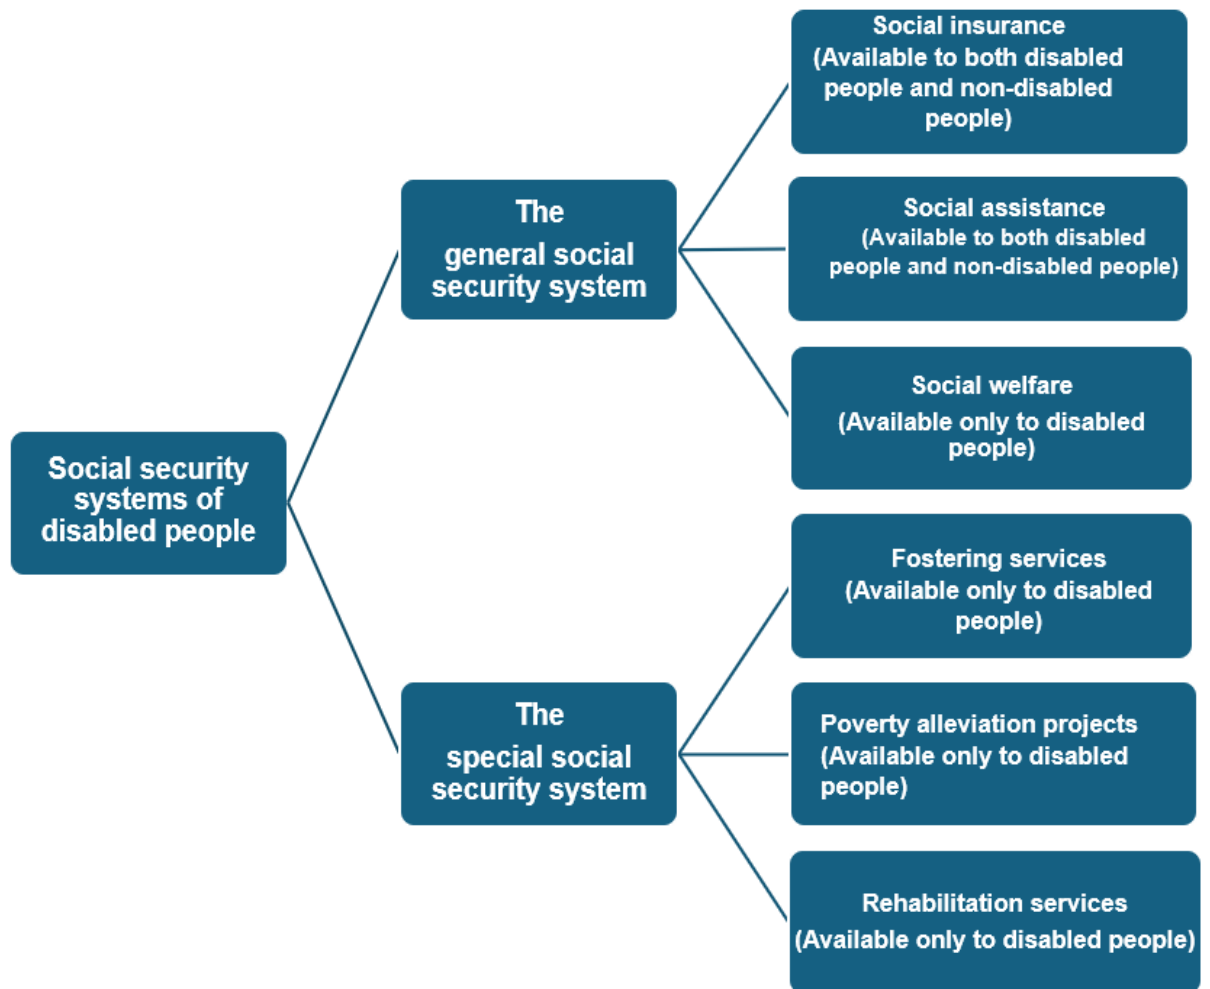 Social insurance
(Available to both disabled
people and non-disabled
people)
Social assistance
(Available to both disabled
people and non-disabled people)
The
general social
security system
Social welfare
(Available only to disabled
people)
Social security
systems of
disabled people
Fostering services
(Available only to disabled
people)
The
special social
security system
Poverty alleviation projects
(Available only to disabled
people)
Rehabilitation services
(Available only to disabled people)